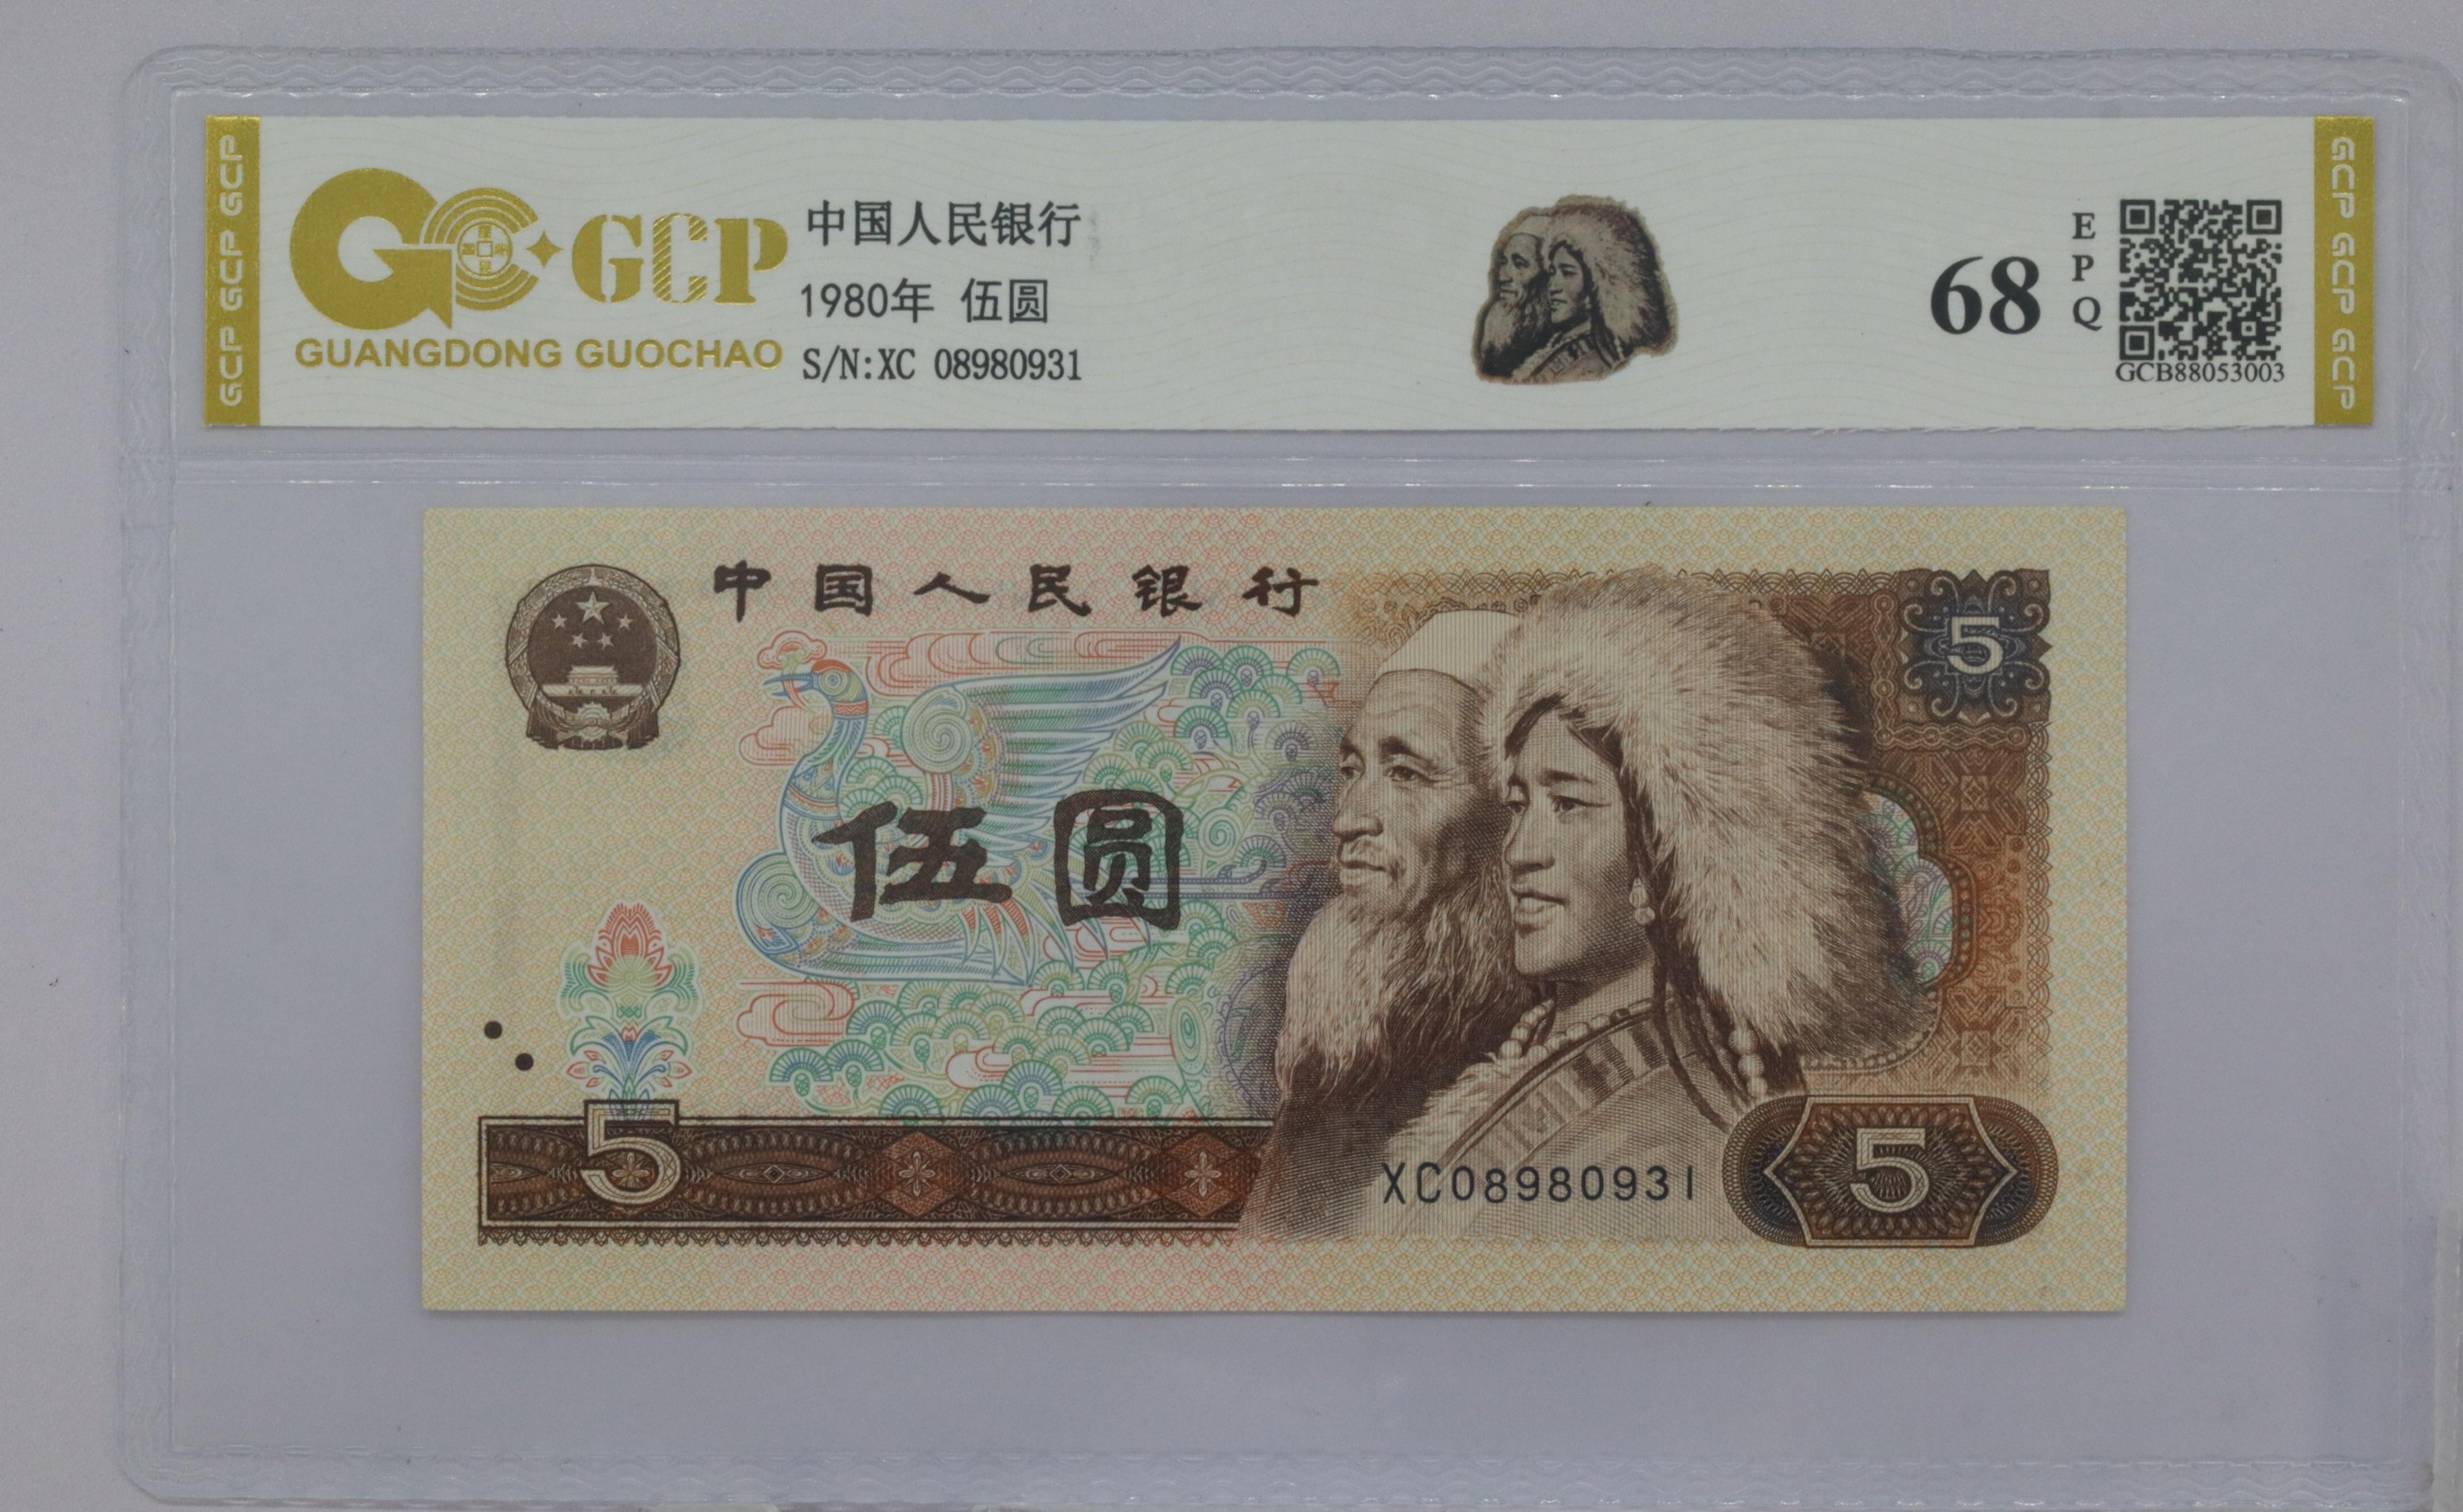 GCP GCP GCP
GCP
GUANGDONG GUOCHAO
中国人民银行
1980年 伍圆
S/N:XC 08980931
68
E
P
Q
GCB88053003
GCP GCP GCP
中国人民银行
5
伍圆
5
XC08980931
5